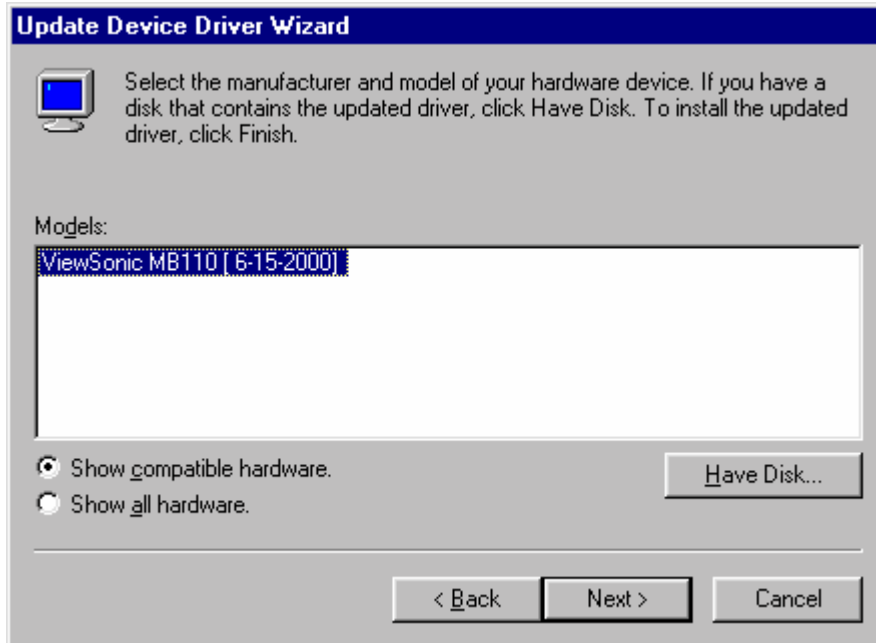 Update Device Driver Wizard
Select the manufacturer and model of your hardware device. If you have a
disk that contains the updated driver, click Have Disk. To install the updated
driver, click Finish.
Models:
ViewSonic MB110 [ 6-15-2000]
Show compatible hardware.
Show all hardware.
Have Disk...
< Back
Next >
Cancel